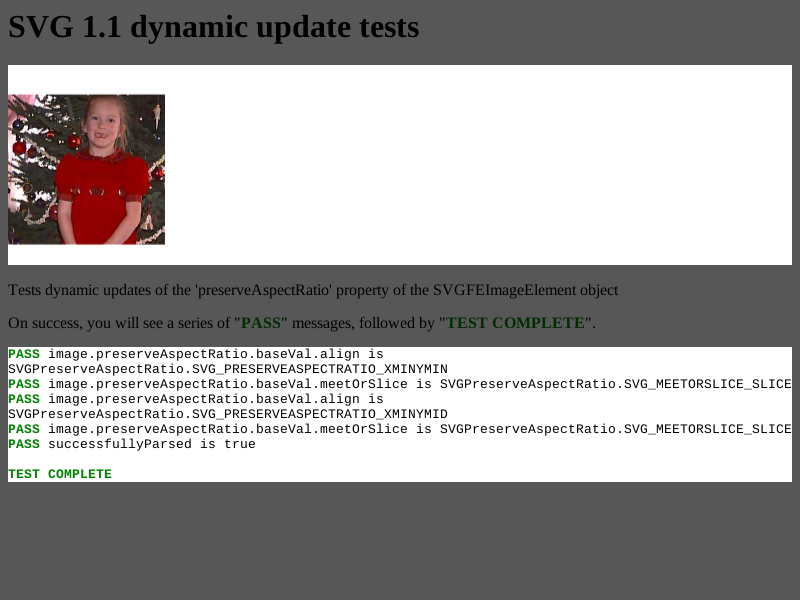 SVG 1.1 dynamic update tests
Tests dynamic updates of the 'preserveAspectRatio' property of the SVGFEImageElement object
On success, you will see a series of "PASS" messages, followed by "TEST COMPLETE".
PASS image.preserveAspectRatio.baseVal.align is
SVGPreserveAspectRatio.SVG_PRESERVEASPECTRATIO_XMINYMIN
PASS image.preserveAspectRatio.baseVal.meetOrSlice is SVGPreserveAspectRatio.SVG_MEETORSLICE_SLICE
PASS image.preserveAspectRatio.baseVal.align is
SVGPreserveAspectRatio.SVG_PRESERVEASPECTRATIO_XMINYMID
PASS image.preserveAspectRatio.baseVal.meetOrSlice is SVGPreserveAspectRatio.SVG_MEETORSLICE_SLICE
PASS successfullyParsed is true
TEST COMPLETE